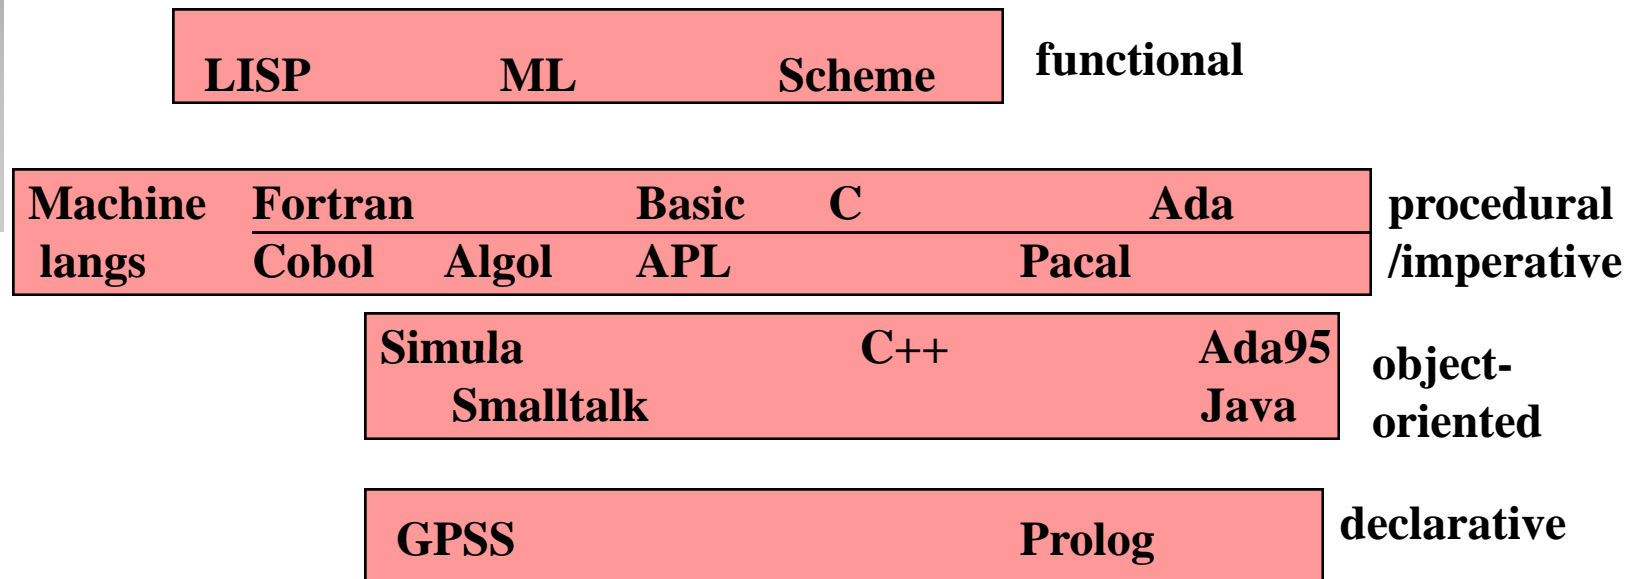 LISP ML Scheme functional
Machine Fortran Basic C Ada procedural
langs Cobol Algol APL Pacal /imperative
Simula C++ Ada95 object-
Smalltalk Java oriented
GPSS Prolog declarative